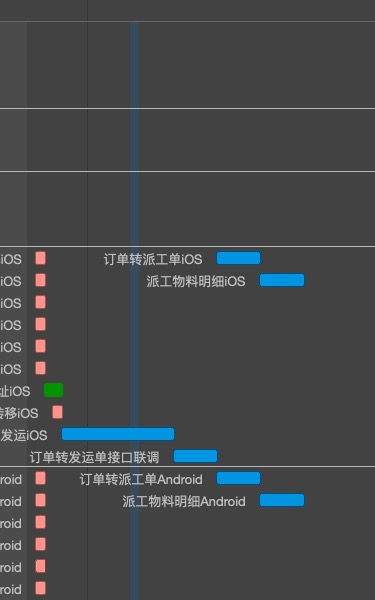 iOS 订单转派工单iOS
iOS 派工物料明细iOS
iOS
iOS
iOS
iOS
址iOS
转移iOS
发运iOS
订单转发运单接口联调
roid 订单转派工单Android
roid 派工物料明细Android
roid
roid
roid
roid